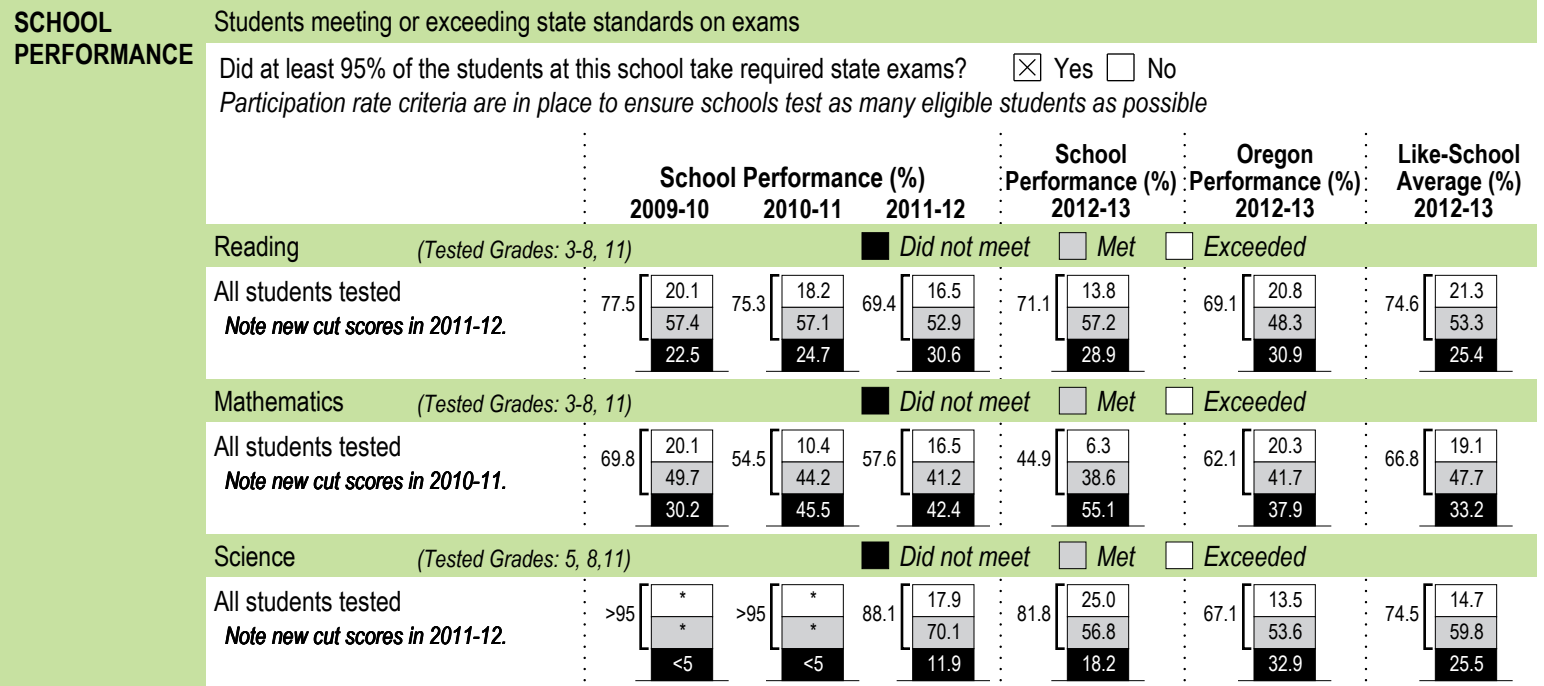 SCHOOL PERFORMANCE
Students meeting or exceeding state standards on exams
Did at least 95% of the students at this school take required state exams? ☒ Yes ☐ No
Participation rate criteria are in place to ensure schools test as many eligible students as possible
School Performance (%) School Performance (%) Oregon Performance (%) Like-School Average (%)
2009-10 2010-11 2011-12 2012-13 2012-13 2012-13
Reading (Tested Grades: 3-8, 11) Did not meet Met Exceeded
All students tested
Note new cut scores in 2011-12.
77.5 75.3 69.4 71.1 69.1 74.6
20.1 18.2 16.5 13.8 20.8 21.3
57.4 57.1 52.9 57.2 48.3 53.3
22.5 24.7 30.6 28.9 30.9 25.4
Mathematics (Tested Grades: 3-8, 11) Did not meet Met Exceeded
All students tested
Note new cut scores in 2010-11.
69.8 54.5 57.6 44.9 62.1 66.8
20.1 10.4 16.5 6.3 20.3 19.1
49.7 44.2 41.2 38.6 41.7 47.7
30.2 45.5 42.4 55.1 37.9 33.2
Science (Tested Grades: 5, 8,11) Did not meet Met Exceeded
All students tested
Note new cut scores in 2011-12.
>95 >95 88.1 81.8 67.1 74.5
* * 17.9 25.0 13.5 14.7
* * 70.1 56.8 53.6 59.8
<5 <5 11.9 18.2 32.9 25.5